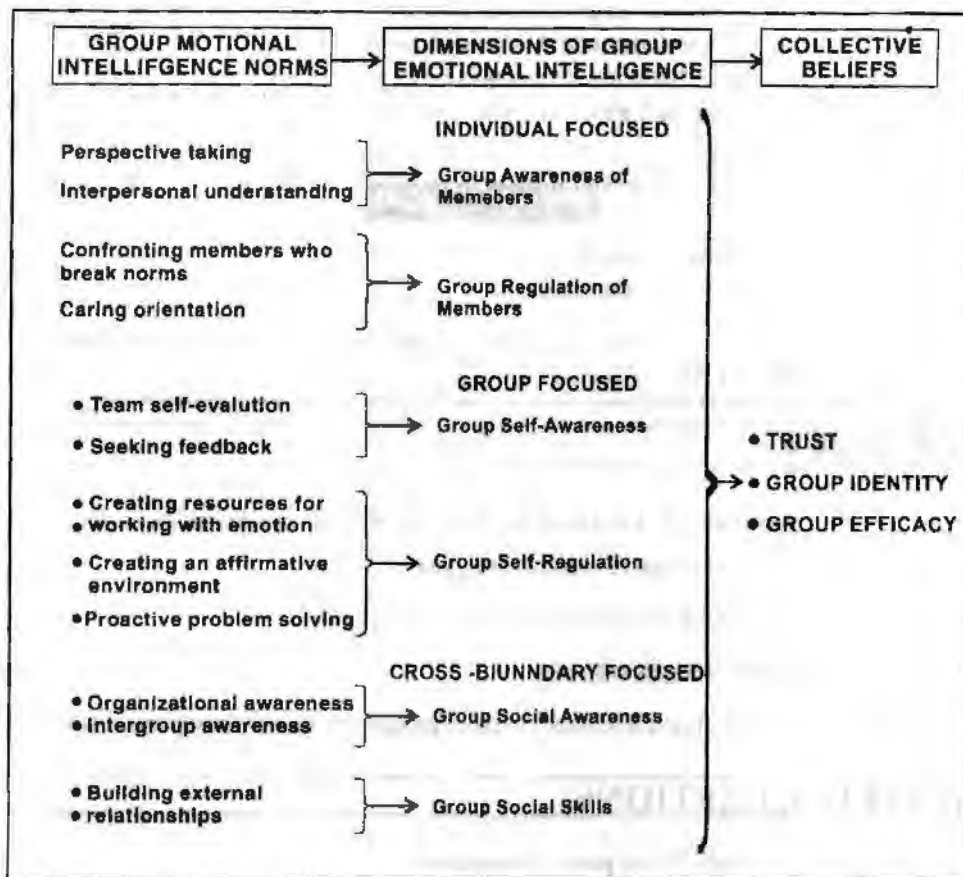 GROUP MOTIONAL
INTELLIFGENCE NORMS
DIMENSIONS OF GROUP
EMOTIONAL INTELLIGENCE
COLLECTIVE
BELIEFS
INDIVIDUAL FOCUSED
Perspective taking
Interpersonal understanding
Group Awareness of
Memebers
Confronting members who
break norms
Caring orientation
Group Regulation of
Members
GROUP FOCUSED
• Team self-evalution
• Seeking feedback
Group Self-Awareness
• Creating resources for
• working with emotion
• Creating an affirmative
environment
• Proactive problem solving
Group Self-Regulation
CROSS -BIUNNDARY FOCUSED
• Organizational awareness
• Intergroup awareness
Group Social Awareness
• Building external
• relationships
Group Social Skills
• TRUST
• GROUP IDENTITY
• GROUP EFFICACY